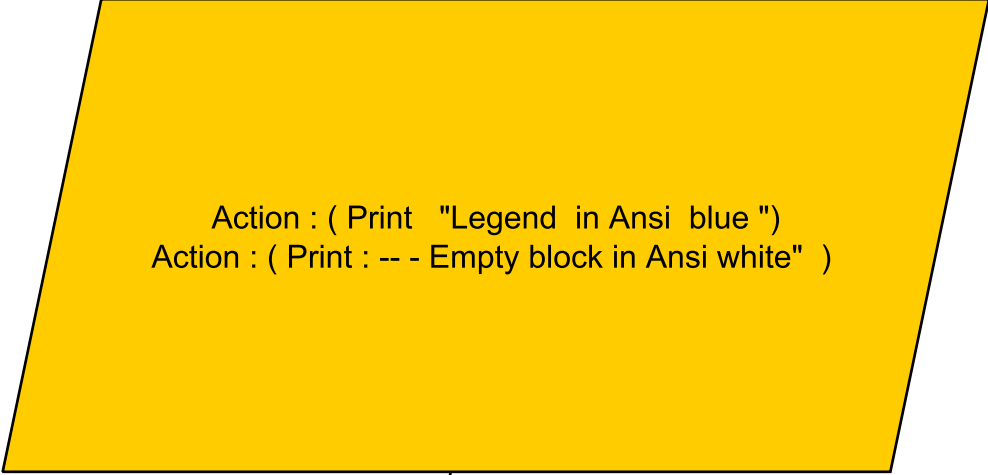 Action : ( Print   "Legend  in Ansi  blue ")
Action : ( Print : -- - Empty block in Ansi white"  )